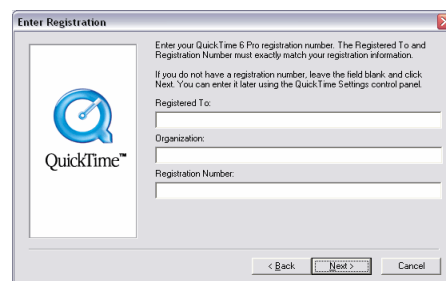 Enter Registration
Enter your QuickTime 6 Pro registration number. The Registered To and
Registration Number must exactly match your registration information.
If you do not have a registration number, leave the field blank and click
Next. You can enter it later using the QuickTime Settings control panel.
Registered To:
Organization:
QuickTime™
Registration Number:
< Back
Next >
Cancel